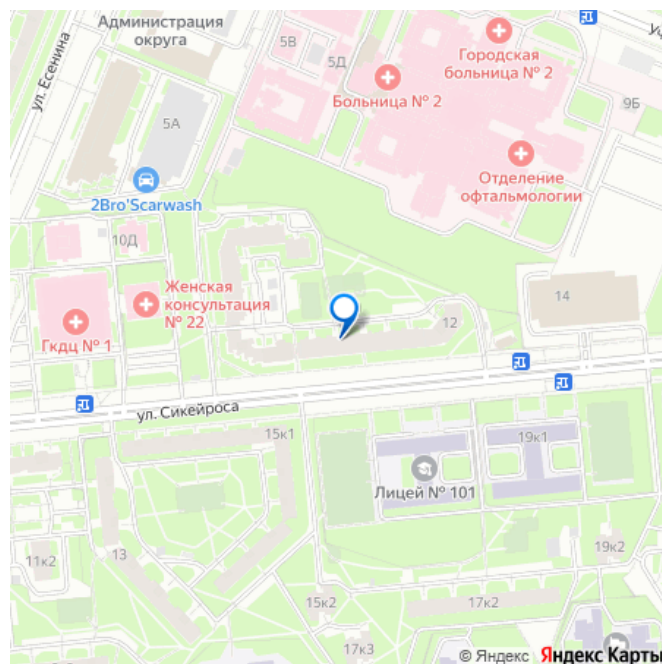 Администрация
округа
ул. Есенина
5В
5Д
Городская
больница № 2
Больница № 2
9Б
5А
Отделение
офтальмологии
2Bro'Scarwash
10Д
Женская
консультация
№ 22
14
12
Гкдц № 1
ул. Сикейроса
15к1
19к1
Лицей № 101
13
11к2
19к2
15к2
17к2
17к3
© Яндекс Яндекс Карты